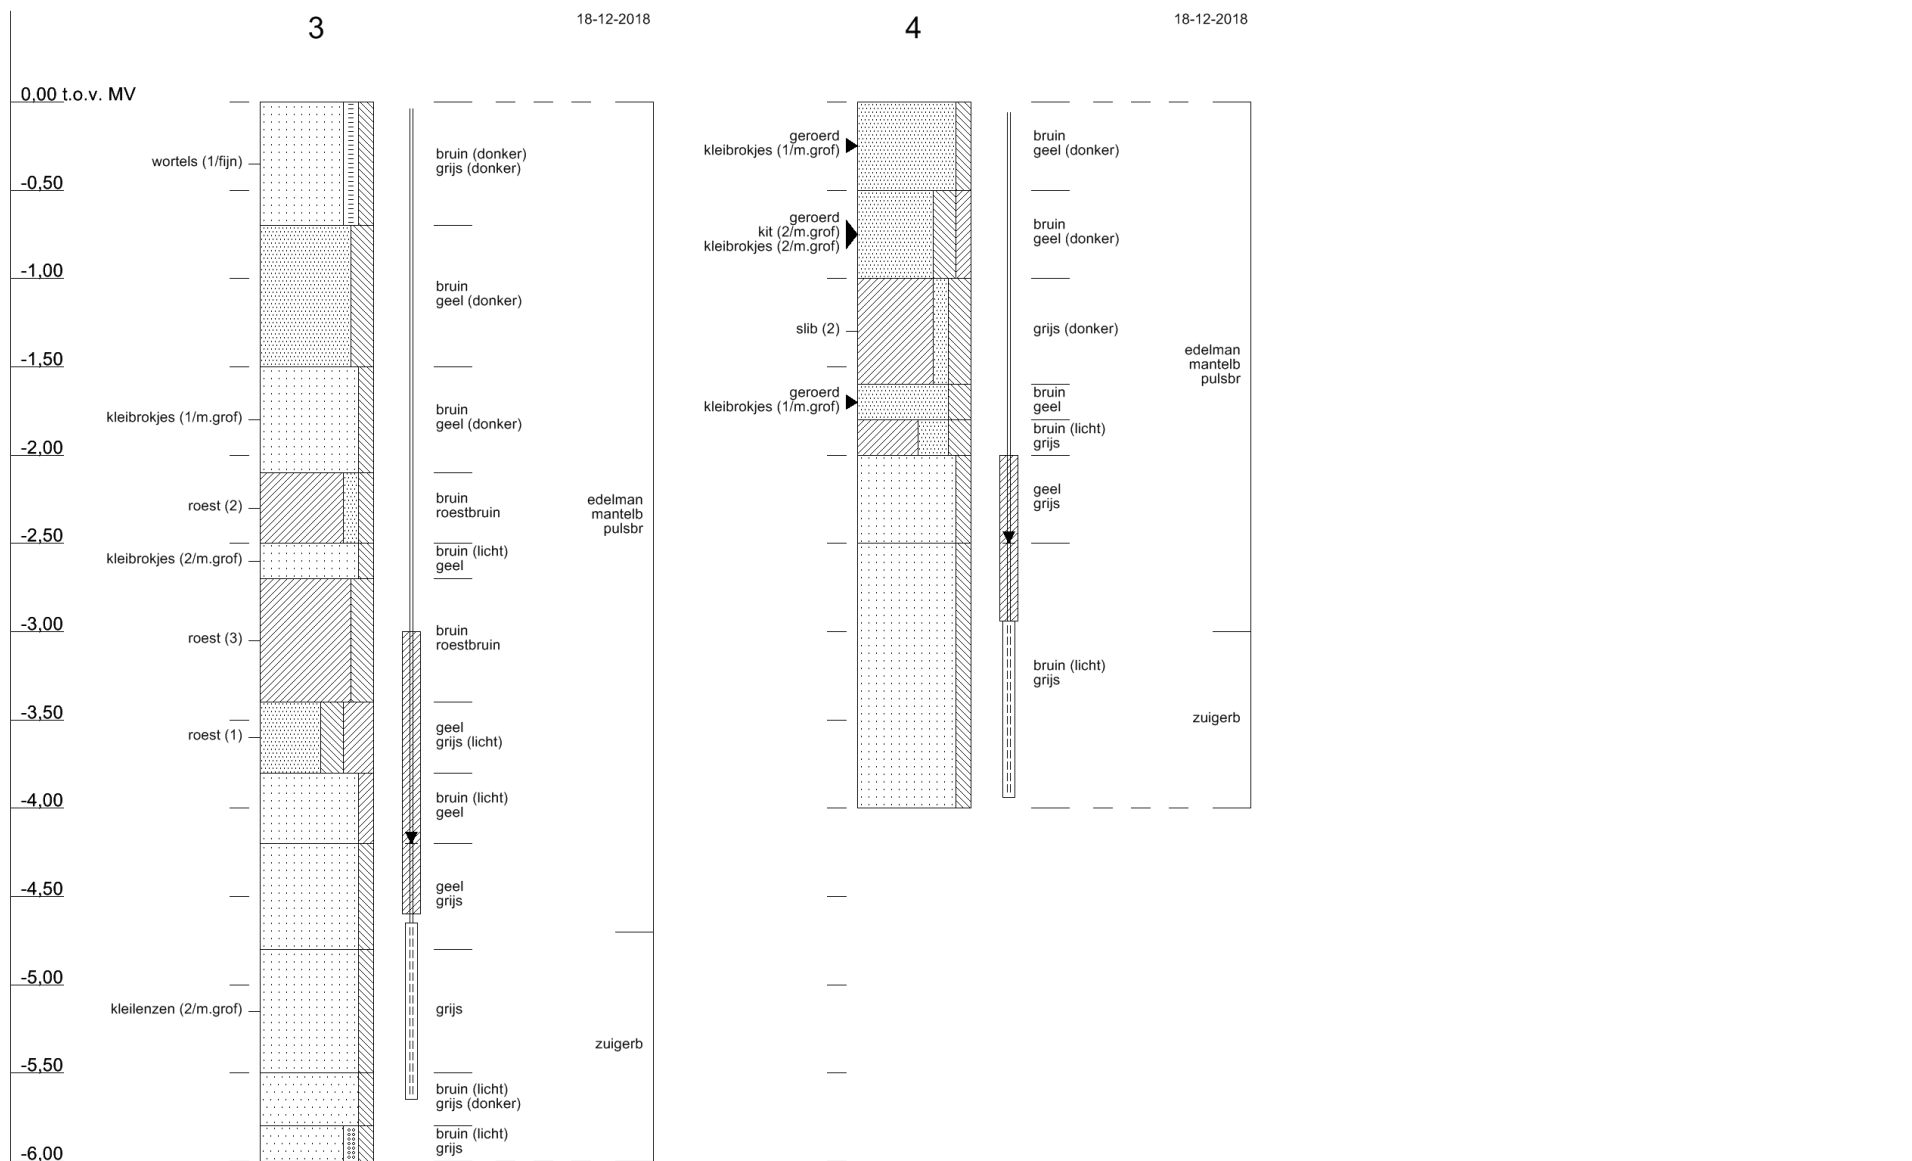 3
18-12-2018
4
18-12-2018
0,00 t.o.v. MV
-0,50
-1,00
-1,50
-2,00
-2,50
-3,00
-3,50
-4,00
-4,50
-5,00
-5,50
-6,00
wortels (1/fijn)
kleibrokjes (1/m.grof)
roest (2)
kleibrokjes (2/m.grof)
roest (3)
roest (1)
kleilenzen (2/m.grof)
bruin (donker)
grijs (donker)
bruin
geel (donker)
bruin
geel (donker)
bruin
roestbruin
bruin (licht)
geel
bruin
roestbruin
geel
grijs (licht)
bruin (licht)
geel
geel
grijs
grijs
bruin (licht)
grijs (donker)
bruin (licht)
grijs
edelman
mantelb
pulsbr
zuigerb
geroerd
kleibrokjes (1/m.grof)
geroerd
kit (2/m.grof)
kleibrokjes (2/m.grof)
slib (2)
geroerd
kleibrokjes (1/m.grof)
bruin
geel (donker)
bruin
geel (donker)
grijs (donker)
bruin
geel
bruin (licht)
grijs
geel
grijs
bruin (licht)
grijs
edelman
mantelb
pulsbr
zuigerb